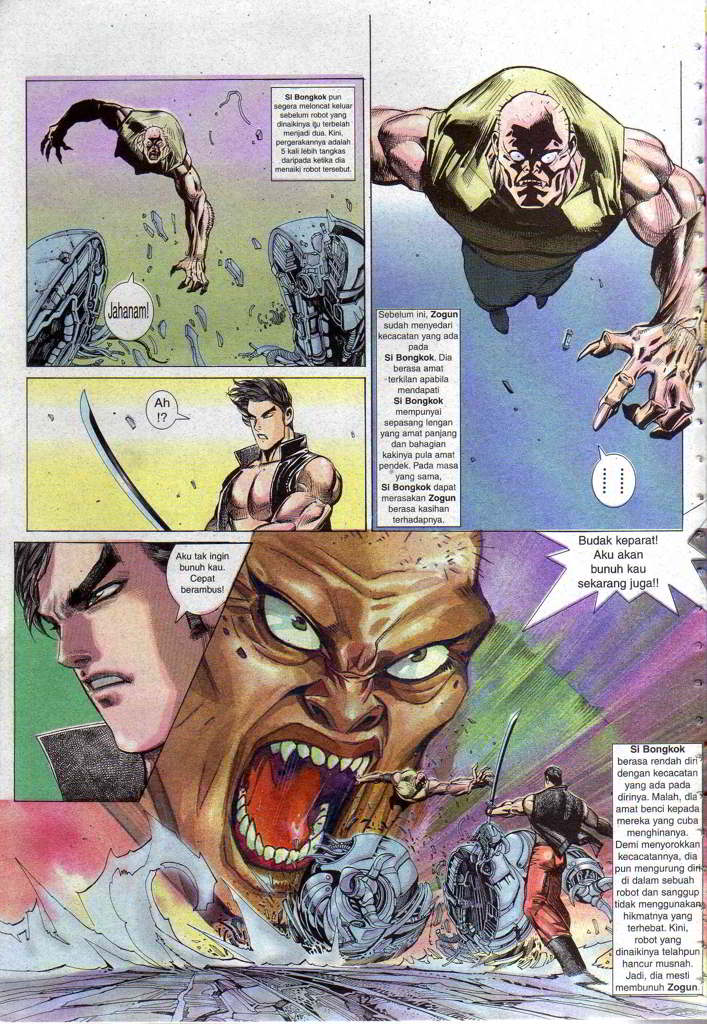 Si Bongkok pun
segera meloncat keluar
sebelum robot yang
dinaikinya itu terbelah
menjadi dua. Kini,
pergerakannya adalah
5 kali lebih tangkas
daripada ketika dia
menaiki robot tersebut.
Jahanam!
Sebelum ini, Zogun
sudah menyedari
kecacatan yang ada
pada
Si Bongkok. Dia
berasa amat
terkilan apabila
mendapati
Si Bongkok
mempunyai
sepasang lengan
yang amat panjang
dan bahagian
kakinya pula amat
pendek. Pada masa
yang sama,
Si Bongkok dapat
merasakan Zogun
berasa kasihan
terhadapnya.
Ah
!?
Aku tak ingin
bunuh kau.
Cepat
berambus!
Budak keparat!
Aku akan
bunuh kau
sekarang juga!!
Si Bongkok
berasa rendah diri
dengan kecacatan
yang ada pada
dirinya. Malah, dia
amat benci kepada
mereka yang cuba
menghinanya.
Demi menyorokkan
kecacatannya, dia
pun mengurung diri
di dalam sebuah
robot dan sanggup
tidak menggunakan
hikmatnya yang
terhebat. Kini,
robot yang
dinaikinya telahpun
hancur musnah.
Jadi, dia mesti
membunuh Zogun.